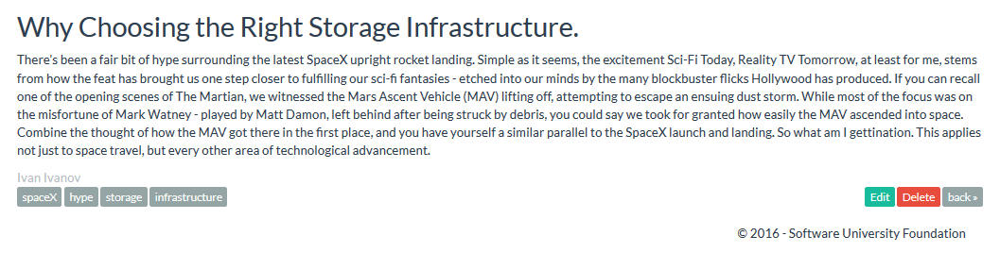 Why Choosing the Right Storage Infrastructure.
There's been a fair bit of hype surrounding the latest SpaceX upright rocket landing. Simple as it seems, the excitement Sci-Fi Today, Reality TV Tomorrow, at least for me, stems
from how the feat has brought us one step closer to fulfilling our sci-fi fantasies - etched into our minds by the many blockbuster flicks Hollywood has produced. If you can recall
one of the opening scenes of The Martian, we witnessed the Mars Ascent Vehicle (MAV) lifting off, attempting to escape an ensuing dust storm. While most of the focus was on
the misfortune of Mark Watney - played by Matt Damon, left behind after being struck by debris, you could say we took for granted how easily the MAV ascended into space.
Combine the thought of how the MAV got there in the first place, and you have yourself a similar parallel to the SpaceX launch and landing. So what am I gettination. This applies
not just to space travel, but every other area of technological advancement.
Ivan Ivanov
spaceX hype storage infrastructure Edit Delete back »
© 2016 - Software University Foundation